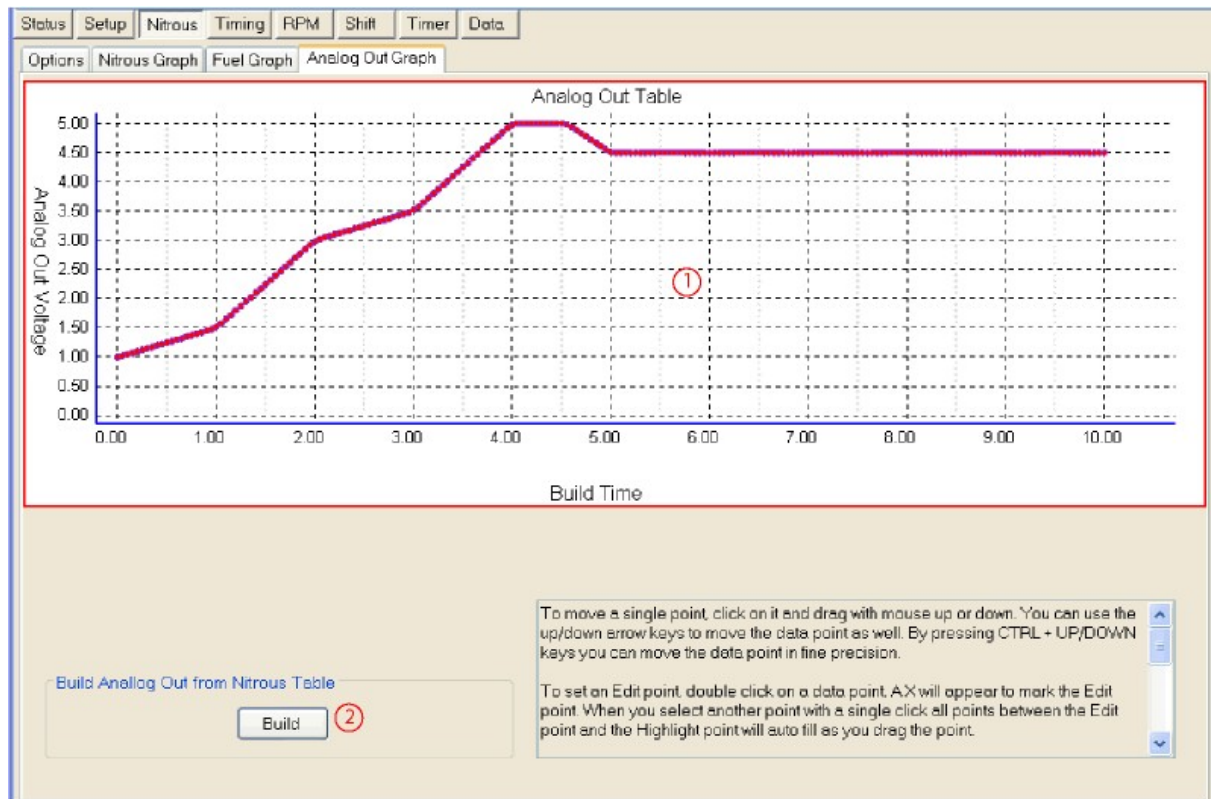 Status Setup Nitrous Timing RPM Shift Timer Data
Options Nitrous Graph Fuel Graph Analog Out Graph
Analog Out Table
Analog Out Voltage
5.00
4.50
4.00
3.50
3.00
2.50
2.00
1.50
1.00
0.50
0.00
1
0.00 1.00 2.00 3.00 4.00 5.00 6.00 7.00 8.00 9.00 10.00
Build Time
Build Anallog Out from Nitrous Table
Build 2
To move a single point, click on it and drag with mouse up or down. You can use the
up/down arrow keys to move the data point as well. By pressing CTRL + UP/DOWN
keys you can move the data point in fine precision.
To set an Edit point, double click on a data point, A X will appear to mark the Edit
point. When you select another point with a single click all points between the Edit
point and the Highlight point will auto fill as you drag the point.